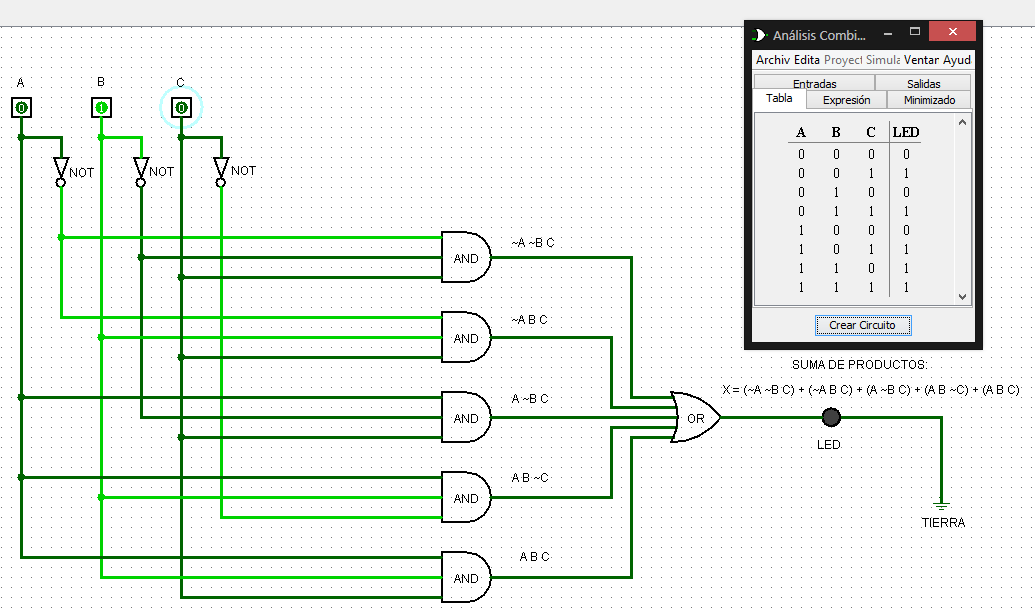 Análisis Combi...
Archiv Edita Proyect Simula Ventar Ayud
Entradas Salidas
Tabla Expresión Minimizado
A B C LED
0 0 0 0
0 0 1 1
0 1 0 0
0 1 1 1
1 0 0 0
1 0 1 1
1 1 0 1
1 1 1 1
Crear Circuito
A B C
0 1 0
NOT NOT NOT
~A ~B C
AND
~A B C
AND
A ~B C
AND
A B ~C
AND
A B C
AND
OR
SUMA DE PRODUCTOS:
X = (~A ~B C) + (~A B C) + (A ~B C) + (A B ~C) + (A B C)
LED
TIERRA